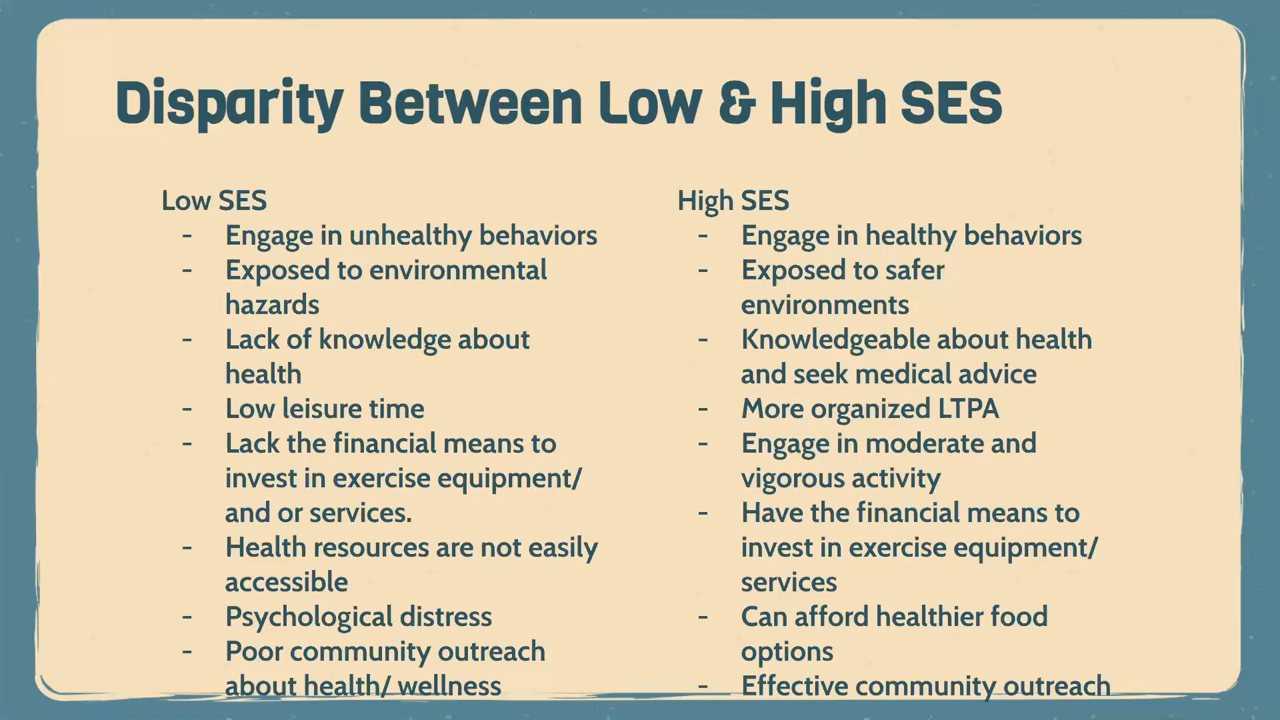 Disparity Between Low & High SES
Low SES
- Engage in unhealthy behaviors
- Exposed to environmental
hazards
- Lack of knowledge about
health
- Low leisure time
- Lack the financial means to
invest in exercise equipment/
and or services.
- Health resources are not easily
accessible
- Psychological distress
- Poor community outreach
about health/ wellness
High SES
- Engage in healthy behaviors
- Exposed to safer
environments
- Knowledgeable about health
and seek medical advice
- More organized LTPA
- Engage in moderate and
vigorous activity
- Have the financial means to
invest in exercise equipment/
services
- Can afford healthier food
options
- Effective community outreach